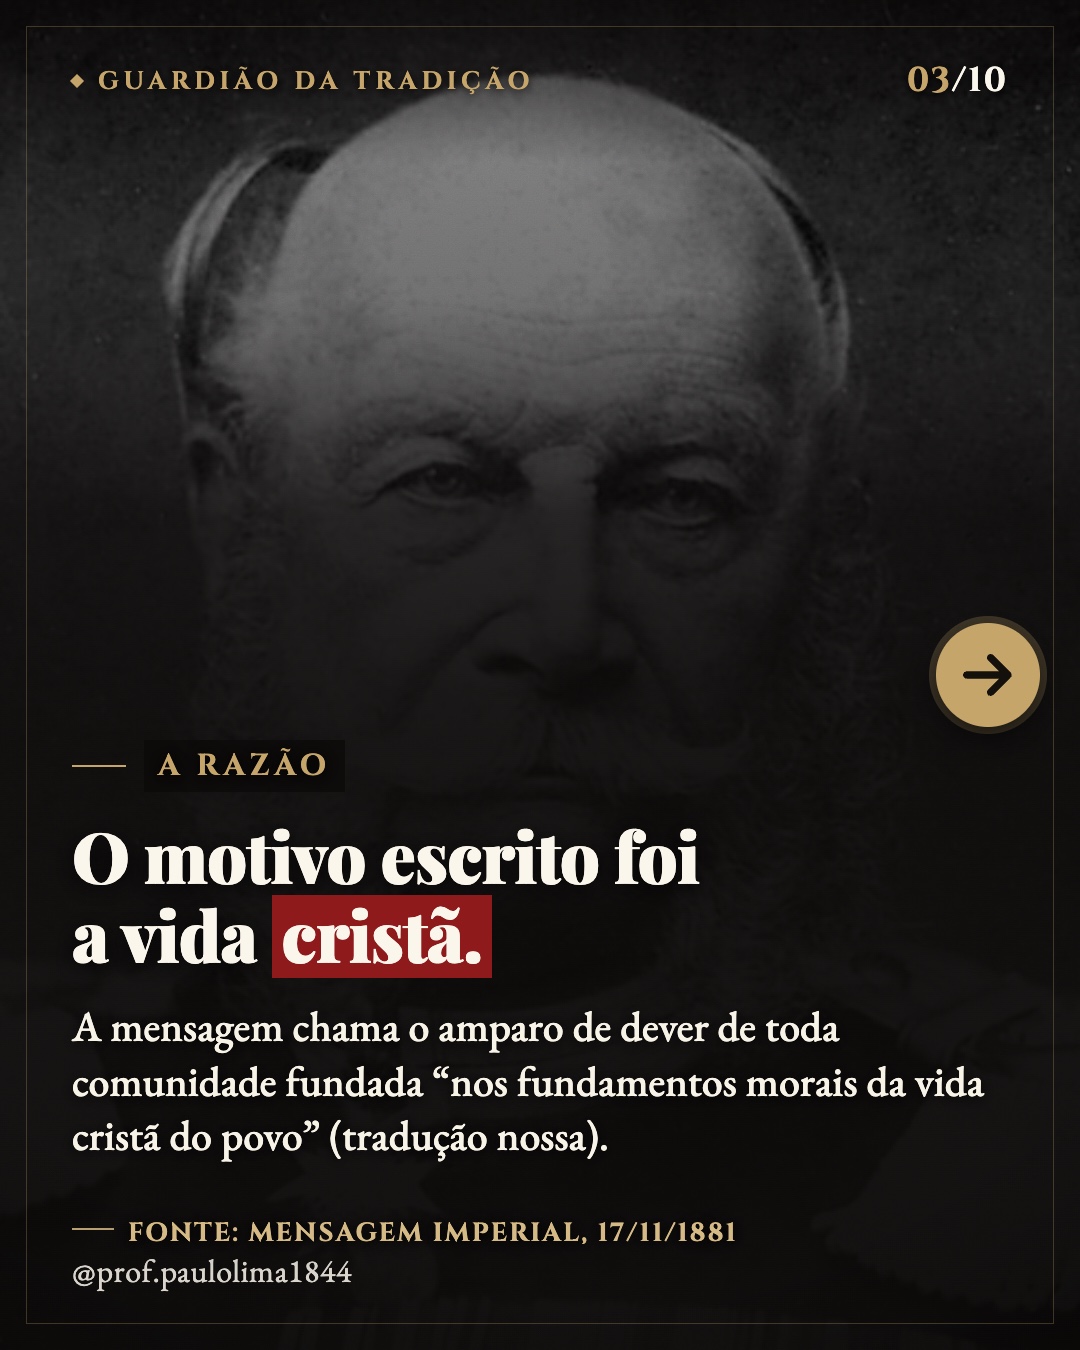 GUARDIÃO DA TRADIÇÃO
03/10
A RAZÃO
O motivo escrito foi
a vida cristã.
A mensagem chama o amparo de dever de toda
comunidade fundada “nos fundamentos morais da vida
cristã do povo” (tradução nossa).
FONTE: MENSAGEM IMPERIAL, 17/11/1881
@prof.paulolima1844